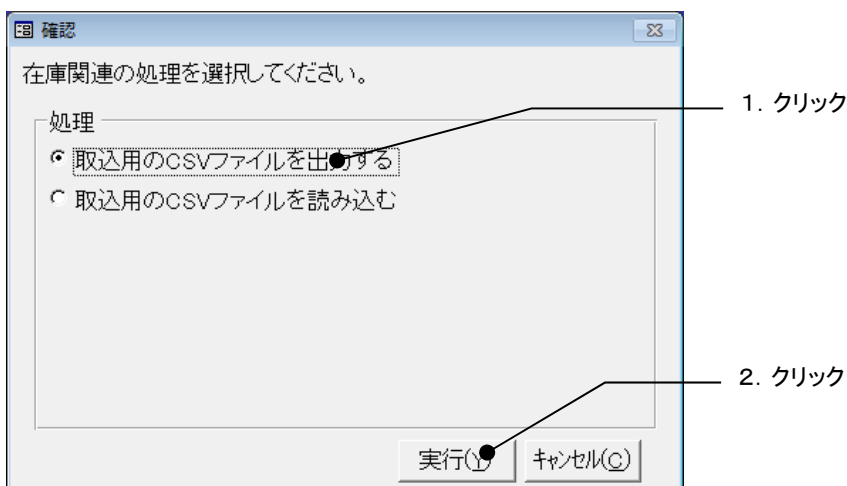 確認
在庫関連の処理を選択してください。
1. クリック
処理
取込用のCSVファイルを出力する
取込用のCSVファイルを読み込む
2. クリック
実行(Y)
ｷｬﾝｾﾙ(C)